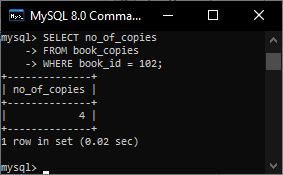 MySQL 8.0 Comma...
mysql> SELECT no_of_copies
    -> FROM book_copies
    -> WHERE book_id = 102;
+--------------+
| no_of_copies |
+--------------+
|            4 |
+--------------+
1 row in set (0.02 sec)
mysql>